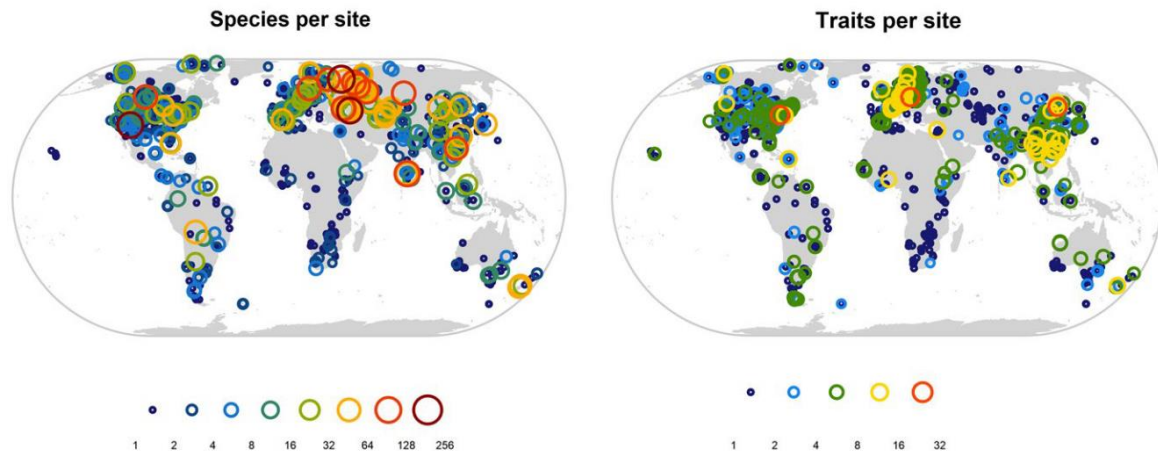 Species per site
Traits per site
1 2 4 8 16 32 64 128 256
1 2 4 8 16 32